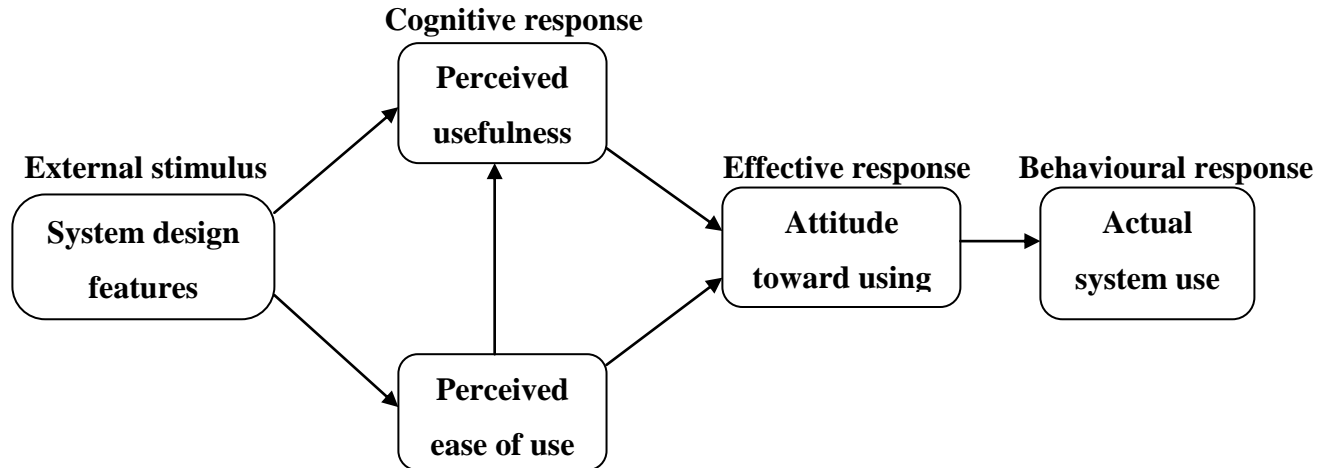 Cognitive response
Perceived
usefulness
External stimulus
System design
features
Effective response
Attitude
toward using
Behavioural response
Actual
system use
Perceived
ease of use